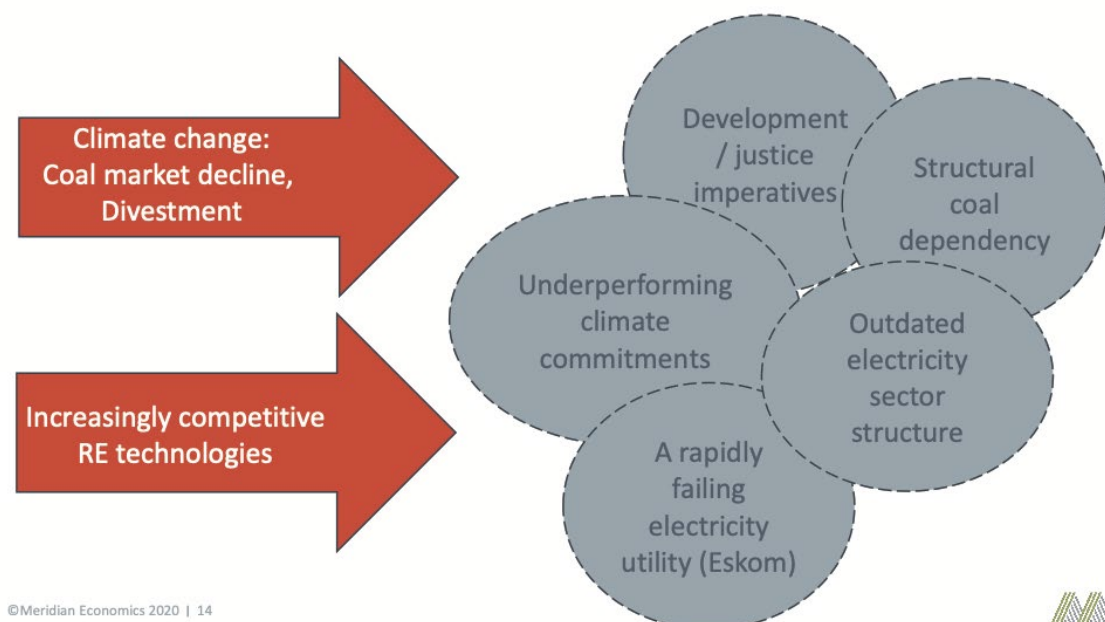 Climate change:
Coal market decline,
Divestment
Increasingly competitive
RE technologies
Development
/ justice
imperatives
Structural
coal
dependency
Underperforming
climate
commitments
Outdated
electricity
sector
structure
A rapidly
failing
electricity
utility (Eskom)
©Meridian Economics 2020 | 14